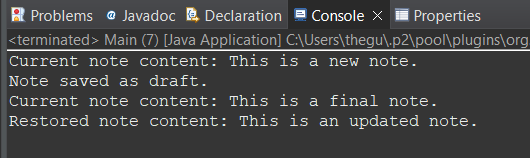 Problems Javadoc Declaration Console Properties
<terminated> Main (7) [Java Application] C:\Users\thegu\.p2\pool\plugins\org
Current note content: This is a new note.
Note saved as draft.
Current note content: This is a final note.
Restored note content: This is an updated note.